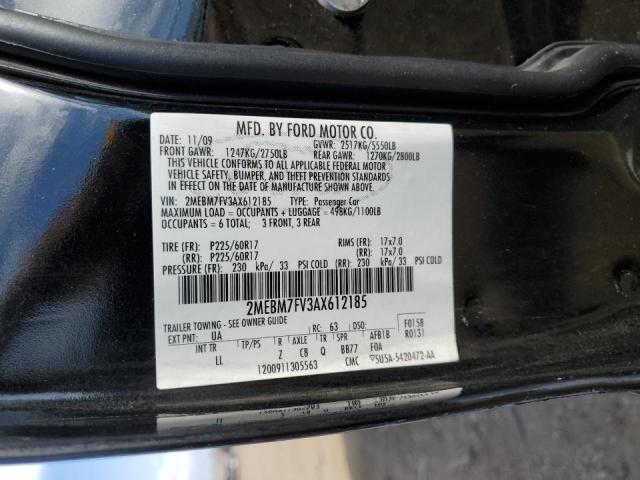 MFD. BY FORD MOTOR CO.
DATE: 11/09 GVWR: 2517KG/5550LB
FRONT GAWR: 1247KG/2750LB REAR GAWR: 1270KG/2800LB
THIS VEHICLE CONFORMS TO ALL APPLICABLE FEDERAL MOTOR
VEHICLE SAFETY, BUMPER, AND THEFT PREVENTION STANDARDS
IN EFFECT ON THE DATE OF MANUFACTURE SHOWN ABOVE.
VIN: 2MEBM7FV3AX612185 TYPE: Passenger Car
MAXIMUM LOAD = OCCUPANTS + LUGGAGE = 498KG/1100LB
OCCUPANTS = 6 TOTAL: 3 FRONT, 3 REAR
TIRE (FR): P225/60R17 RIMS (FR): 17x7.0
(RR): P225/60R17 (RR): 17x7.0
PRESSURE (FR): 230 kPa/ 33 PSI COLD (RR): 230 kPa/ 33 PSI COLD
2MEBM7FV3AX612185
TRAILER TOWING - SEE OWNER GUIDE
EXT PNT: UA RC: 63 DSO: F0158
INT TR TP/PS R AXLE TR SPR AFB1B R0131
LL Z C8 Q BB77 FOA
1200911305563 CMC 5U5A-5420472-AA